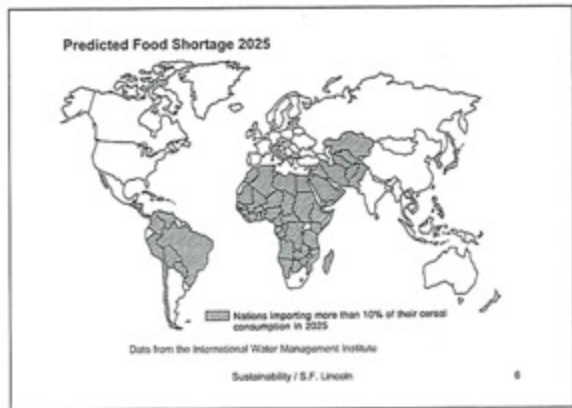 Predicted Food Shortage 2025
Nations importing more than 10% of their cereal
consumption in 2025
Data from the International Water Management Institute
Sustainability / S.F. Lincoln
6